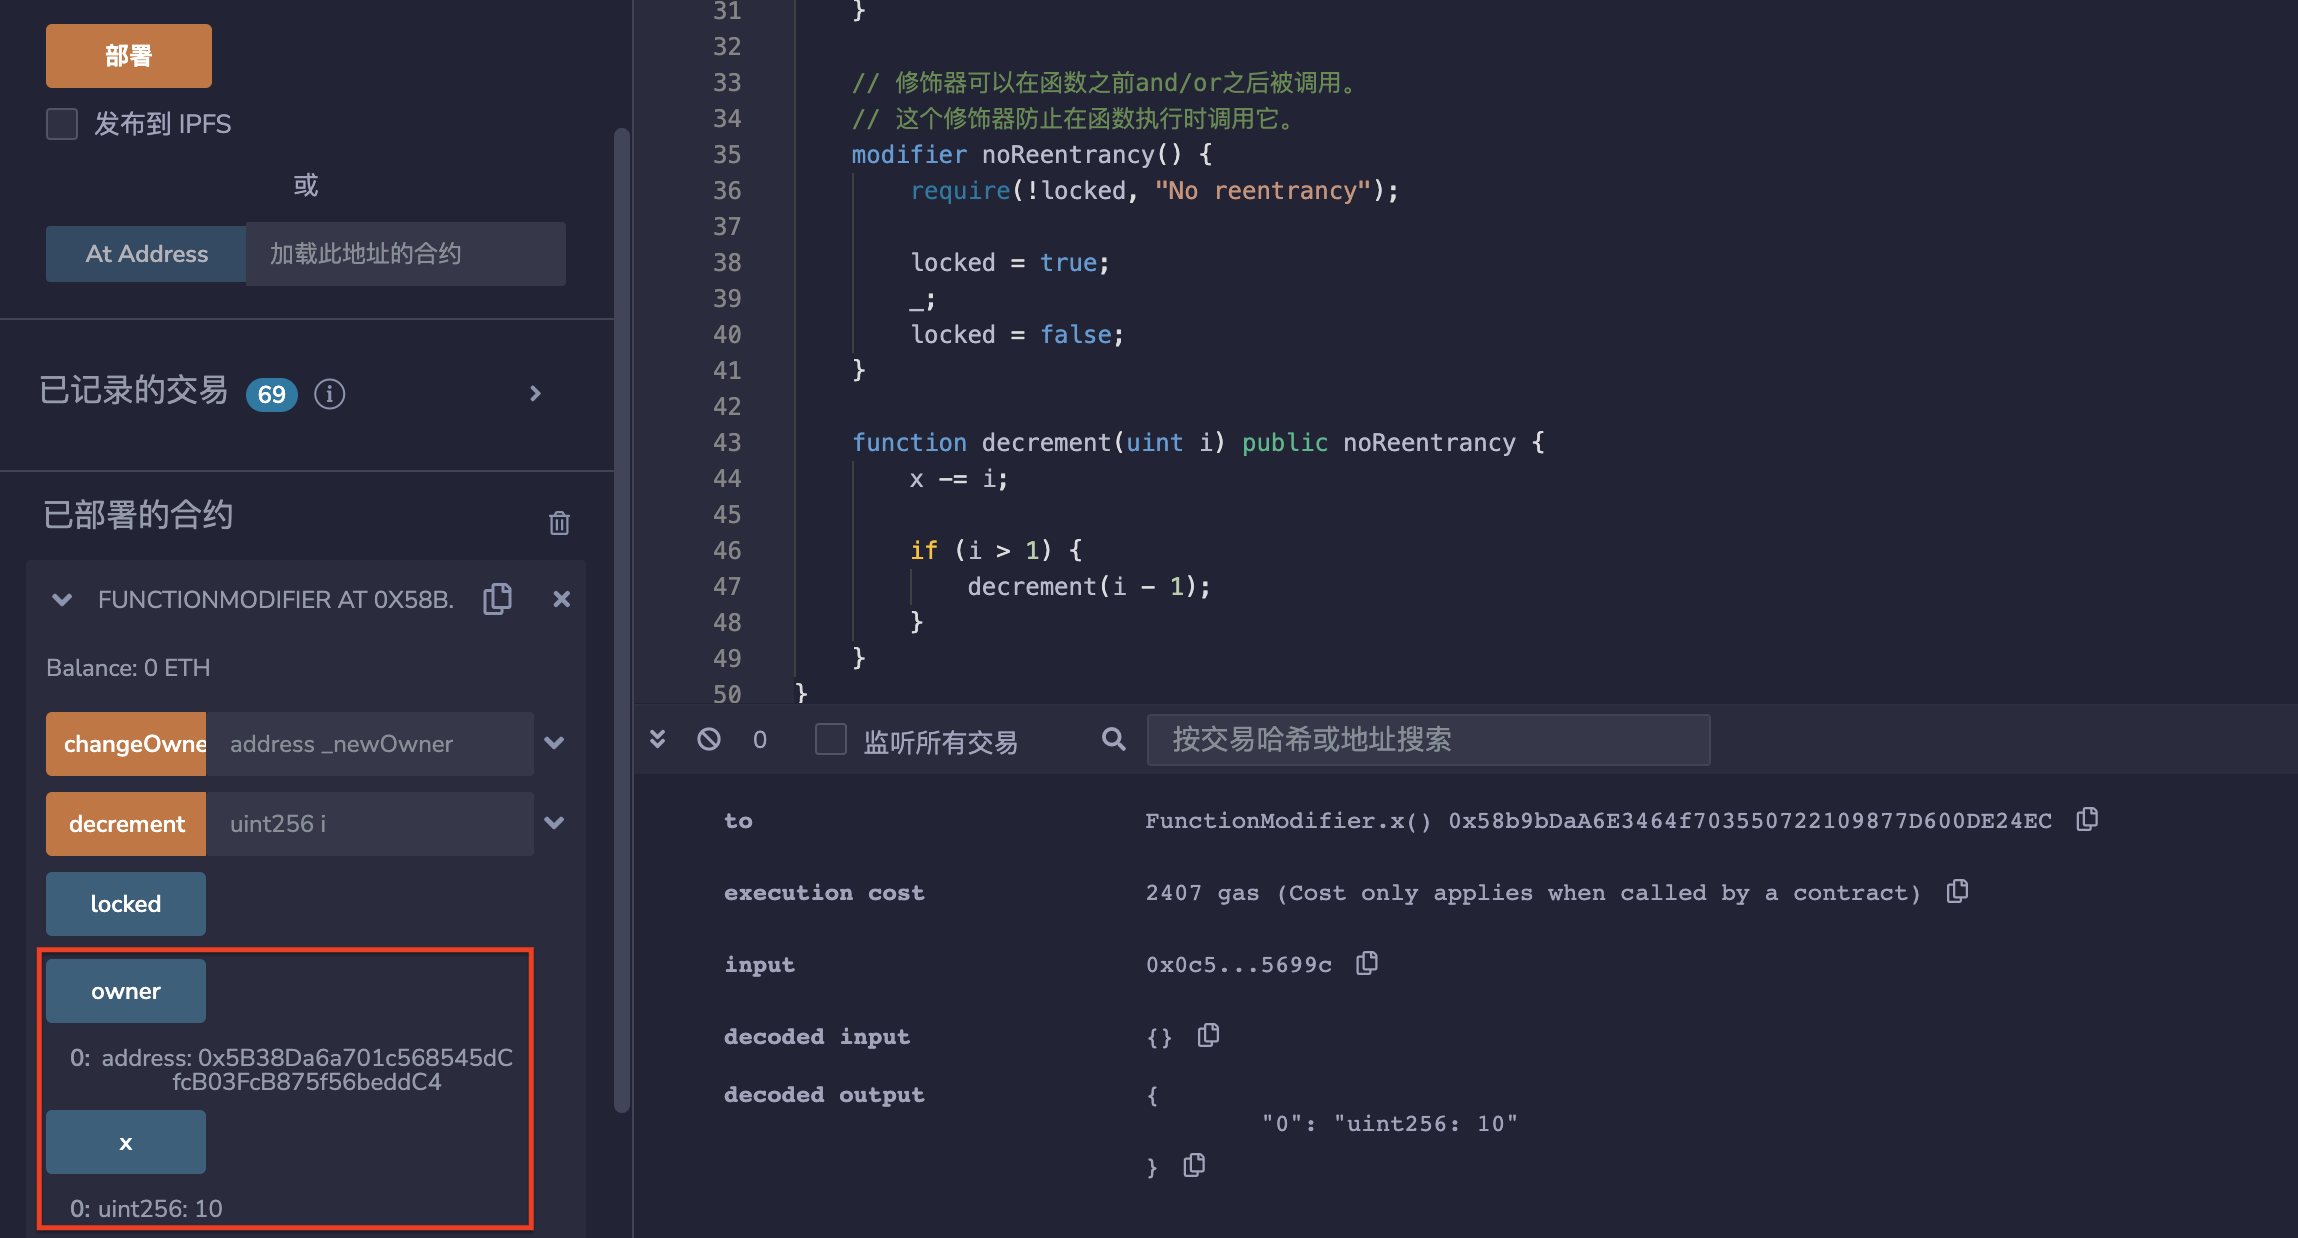 部署
发布到 IPFS
或
At Address
加载此地址的合约
已记录的交易 69
已部署的合约
FUNCTIONMODIFIER AT 0X58B.
Balance: 0 ETH
changeOwne
address _newOwner
decrement
uint256 i
locked
owner
0: address: 0x5B38Da6a701c568545dC
fcB03FcB875f56beddC4
x
0: uint256: 10
31 }
32
33 // 修饰器可以在函数之前and/or之后被调用。
34 // 这个修饰器防止在函数执行时调用它。
35 modifier noReentrancy() {
36 require(!locked, "No reentrancy");
37
38 locked = true;
39 _;
40 locked = false;
41 }
42
43 function decrement(uint i) public noReentrancy {
44 x -= i;
45
46 if (i > 1) {
47 decrement(i - 1);
48 }
49 }
50 }
0
监听所有交易
按交易哈希或地址搜索
to FunctionModifier.x() 0x58b9bDaA6E3464f703550722109877D600DE24EC
execution cost 2407 gas (Cost only applies when called by a contract)
input 0x0c5...5699c
decoded input {}
decoded output {
"0": "uint256: 10"
}